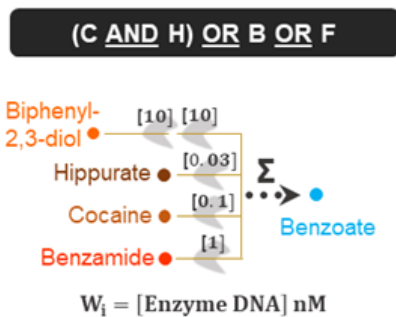 (C AND H) OR B OR F
Biphenyl-
2,3-diol
[10] [10]
Hippurate
[0.03]
Cocaine
[0.1]
Benzamide
[1]
Σ
Benzoate
Wᵢ = [Enzyme DNA] nM